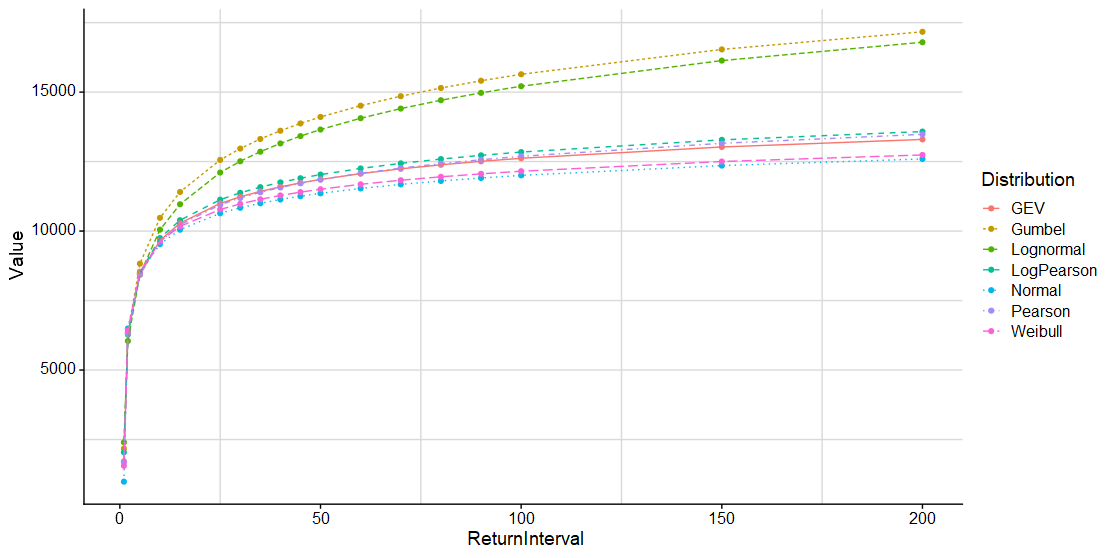 Value
15000
10000
5000
0 50 100 150 200
ReturnInterval
Distribution
GEV
Gumbel
Lognormal
LogPearson
Normal
Pearson
Weibull